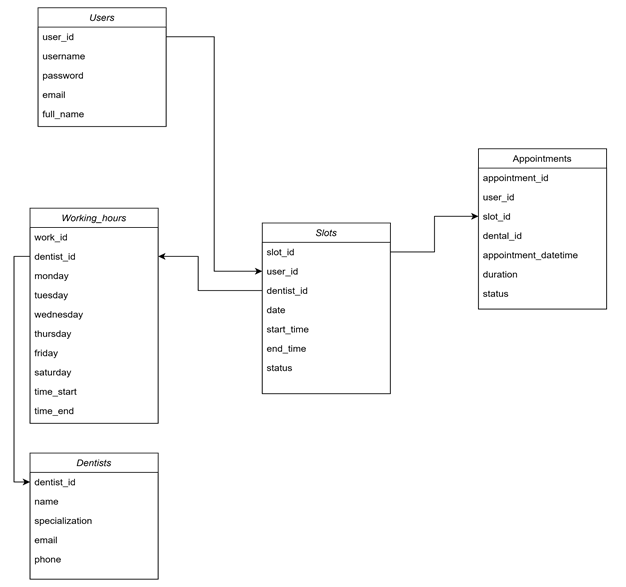 Users
user_id
username
password
email
full_name
Appointments
appointment_id
user_id
slot_id
dental_id
appointment_datetime
duration
status
Working_hours
work_id
dentist_id
monday
tuesday
wednesday
thursday
friday
saturday
time_start
time_end
Slots
slot_id
user_id
dentist_id
date
start_time
end_time
status
Dentists
dentist_id
name
specialization
email
phone